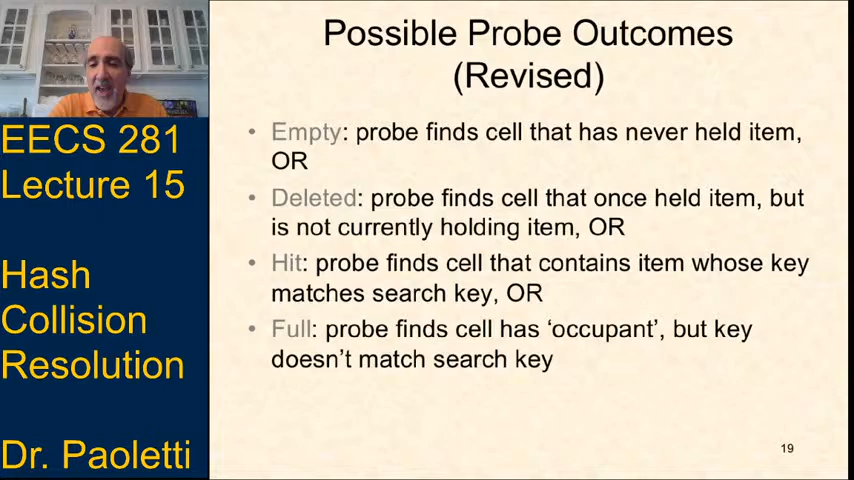 Possible Probe Outcomes
(Revised)
• Empty: probe finds cell that has never held item,
OR
• Deleted: probe finds cell that once held item, but
is not currently holding item, OR
• Hit: probe finds cell that contains item whose key
matches search key, OR
• Full: probe finds cell has ‘occupant’, but key
doesn’t match search key
19
EECS 281
Lecture 15
Hash
Collision
Resolution
Dr. Paoletti